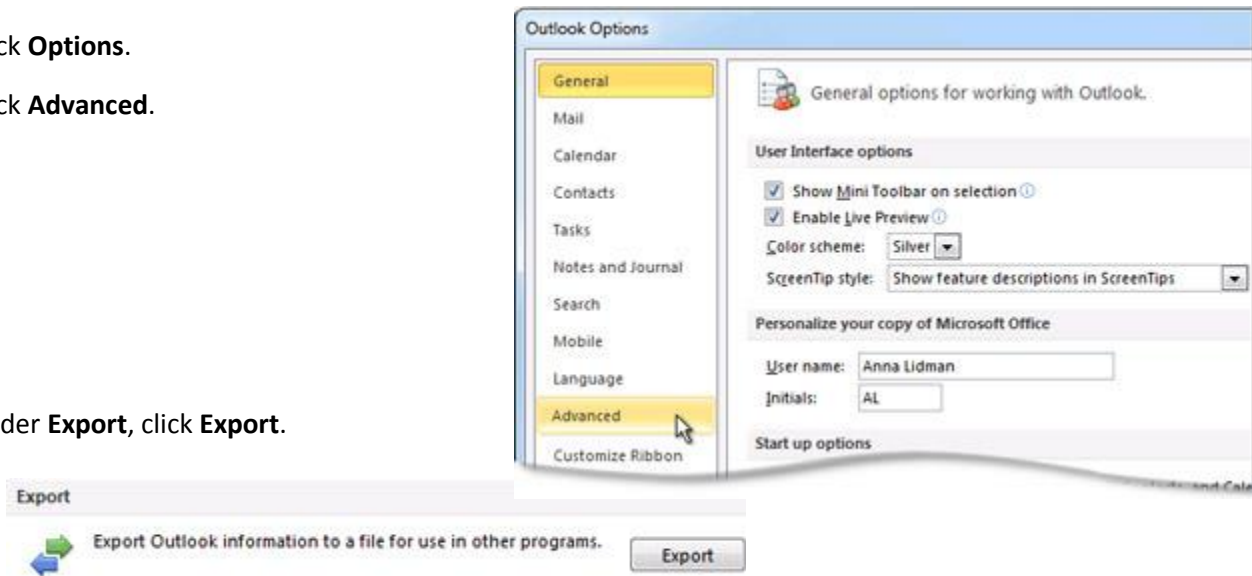 ck Options.
ck Advanced.
der Export, click Export.
Outlook Options
General
Mail
Calendar
Contacts
Tasks
Notes and Journal
Search
Mobile
Language
Advanced
Customize Ribbon
General options for working with Outlook.
User Interface options
Show Mini Toolbar on selection
Enable Live Preview
Color scheme: Silver
ScreenTip style: Show feature descriptions in ScreenTips
Personalize your copy of Microsoft Office
User name: Anna Lidman
Initials: AL
Start up options
and Cale
Export
Export Outlook information to a file for use in other programs.
Export